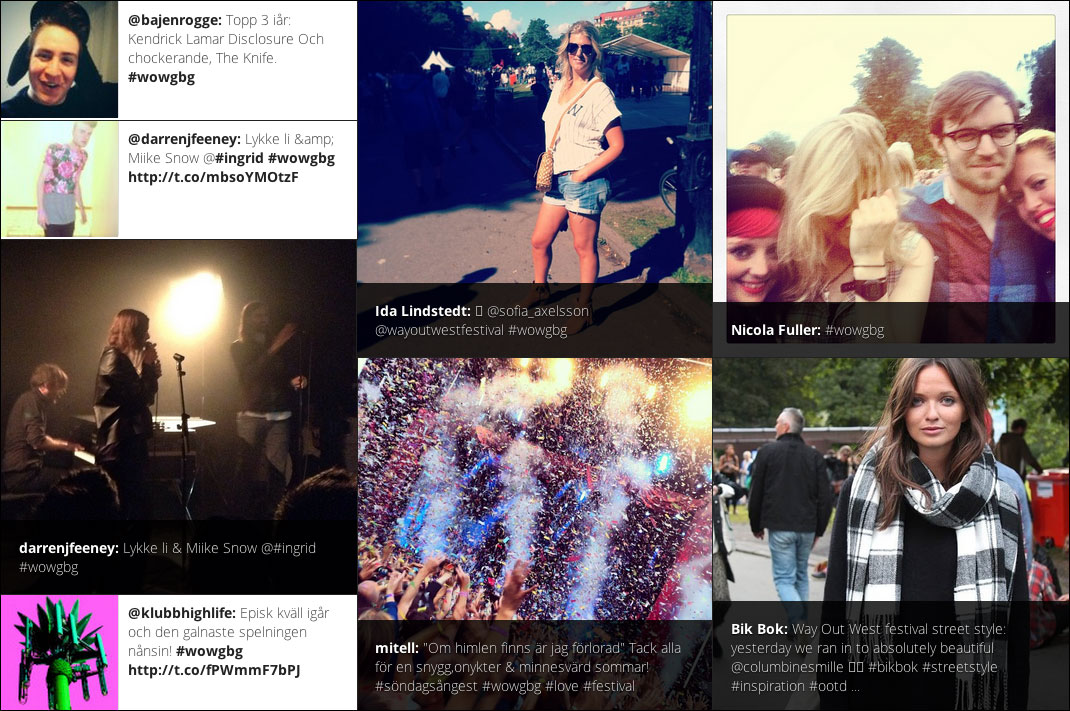 @bajenrogge: Topp 3 iår:
Kendrick Lamar Disclosure Och
chockerande, The Knife.
#wowgbg
@darrenjfeeney: Lykke li &amp;
Miike Snow @#ingrid #wowgbg
http://t.co/mbsoYMOtzF
darrenjfeeney: Lykke li & Miike Snow @#ingrid
#wowgbg
@klubbhighlife: Episk kväll igår
och den galnaste spelningen
nånsin! #wowgbg
http://t.co/fPWmmF7bPJ
Ida Lindstedt: @sofia_axelsson
@wayoutwestfestival #wowgbg
mitell: "Om himlen finns är jag förlorad" Tack alla
för en snygg,onykter & minnesvärd sommar!
#söndagsångest #wowgbg #love #festival
Nicola Fuller: #wowgbg
Bik Bok: Way Out West festival street style:
yesterday we ran in to absolutely beautiful
@columbinesmille #bikbok #streetstyle
#inspiration #ootd ...